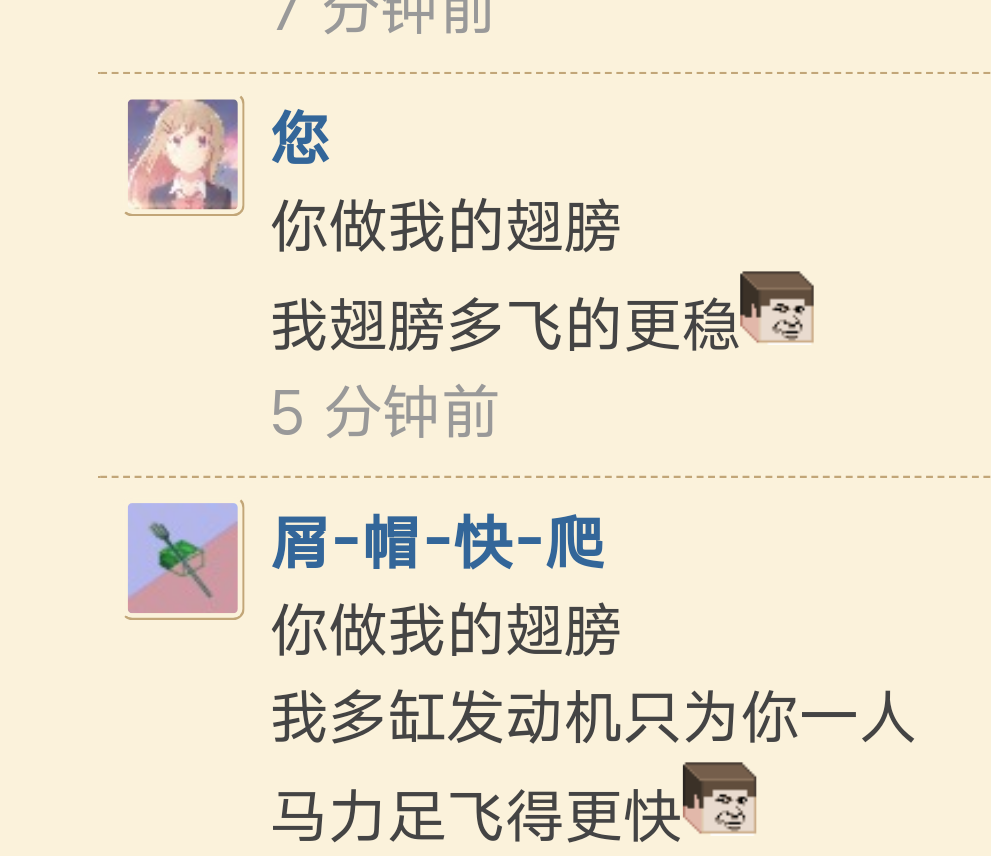 7 分钟前
您
你做我的翅膀
我翅膀多飞的更稳
5 分钟前
屑-帽-快-爬
你做我的翅膀
我多缸发动机只为你一人
马力足飞得更快